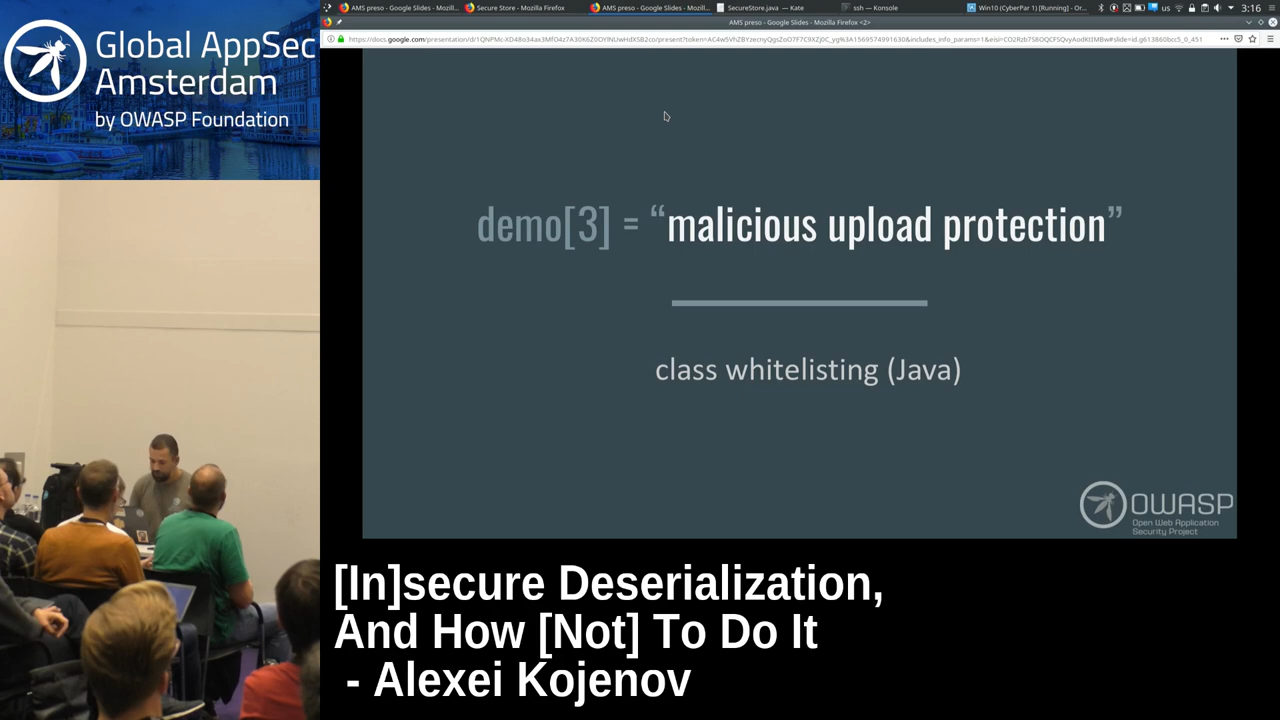 Global AppSec
Amsterdam
by OWASP Foundation
AMS preso - Google Slides - Mozill...
Secure Store - Mozilla Firefox
AMS preso - Google Slides - Mozill...
SecureStore.java — Kate
ssh — Konsole
Win10 (CyberPar 1) [Running] - Or...
us
3:16
AMS preso - Google Slides - Mozilla Firefox <2>
demo[3] = “malicious upload protection”
class whitelisting (Java)
OWASP
Open Web Application
Security Project
[In]secure Deserialization,
And How [Not] To Do It
- Alexei Kojenov